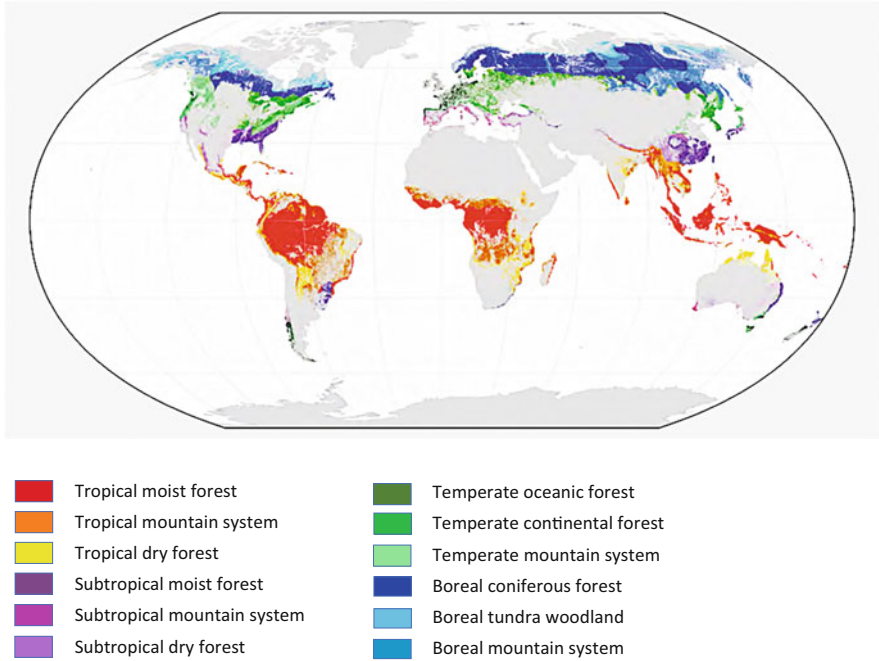 Tropical moist forest
Tropical mountain system
Tropical dry forest
Subtropical moist forest
Subtropical mountain system
Subtropical dry forest
Temperate oceanic forest
Temperate continental forest
Temperate mountain system
Boreal coniferous forest
Boreal tundra woodland
Boreal mountain system